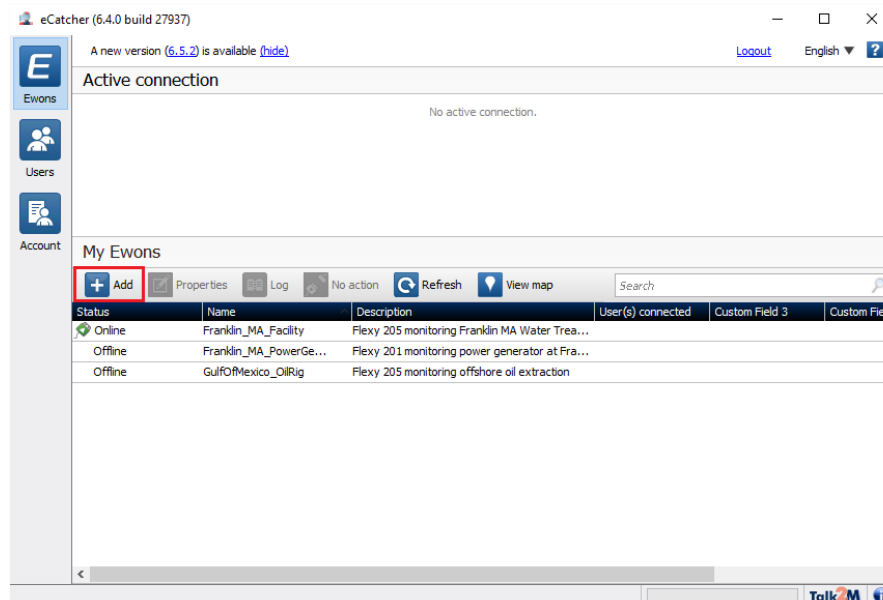 eCatcher (6.4.0 build 27937)
A new version (6.5.2) is available (hide)
Logout
English
?
E
Ewons
Users
Account
Active connection
No active connection.
My Ewons
Add
Properties
Log
No action
Refresh
View map
Search
Status Name Description User(s) connected Custom Field 3 Custom Fie
Online Franklin_MA_Facility Flexy 205 monitoring Franklin MA Water Trea...
Offline Franklin_MA_PowerGe... Flexy 201 monitoring power generator at Fra...
Offline GulfOfMexico_OilRig Flexy 205 monitoring offshore oil extraction
Talk2M